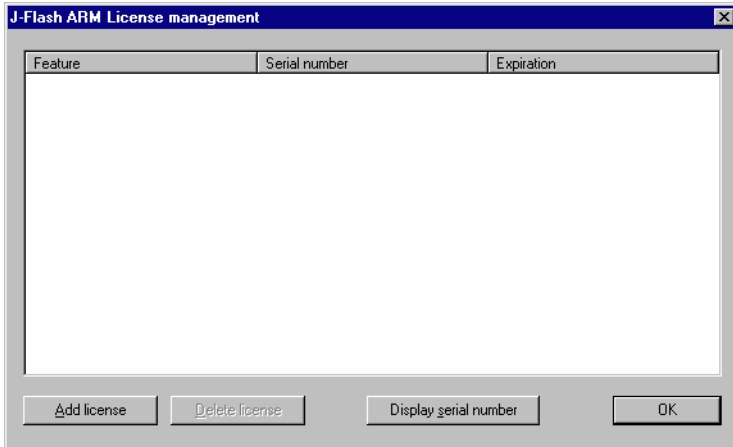 J-Flash ARM License management
Feature Serial number Expiration
Add license Delete license Display serial number OK